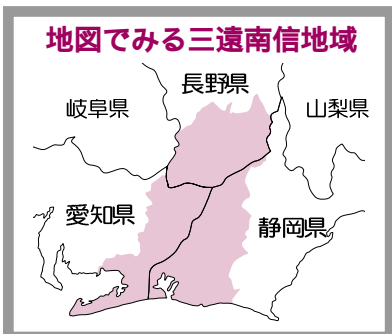 地図でみる三遠南信地域
長野県
岐阜県
山梨県
愛知県
静岡県